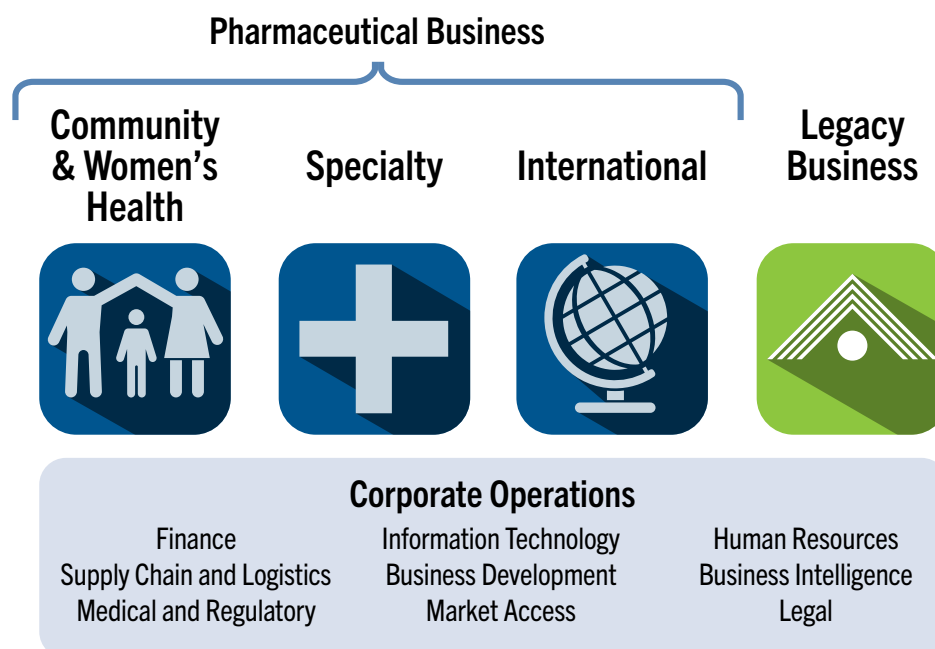 Pharmaceutical Business
Community
& Women’s
Health
Specialty
International
Legacy
Business
Corporate Operations
Finance
Supply Chain and Logistics
Medical and Regulatory
Information Technology
Business Development
Market Access
Human Resources
Business Intelligence
Legal